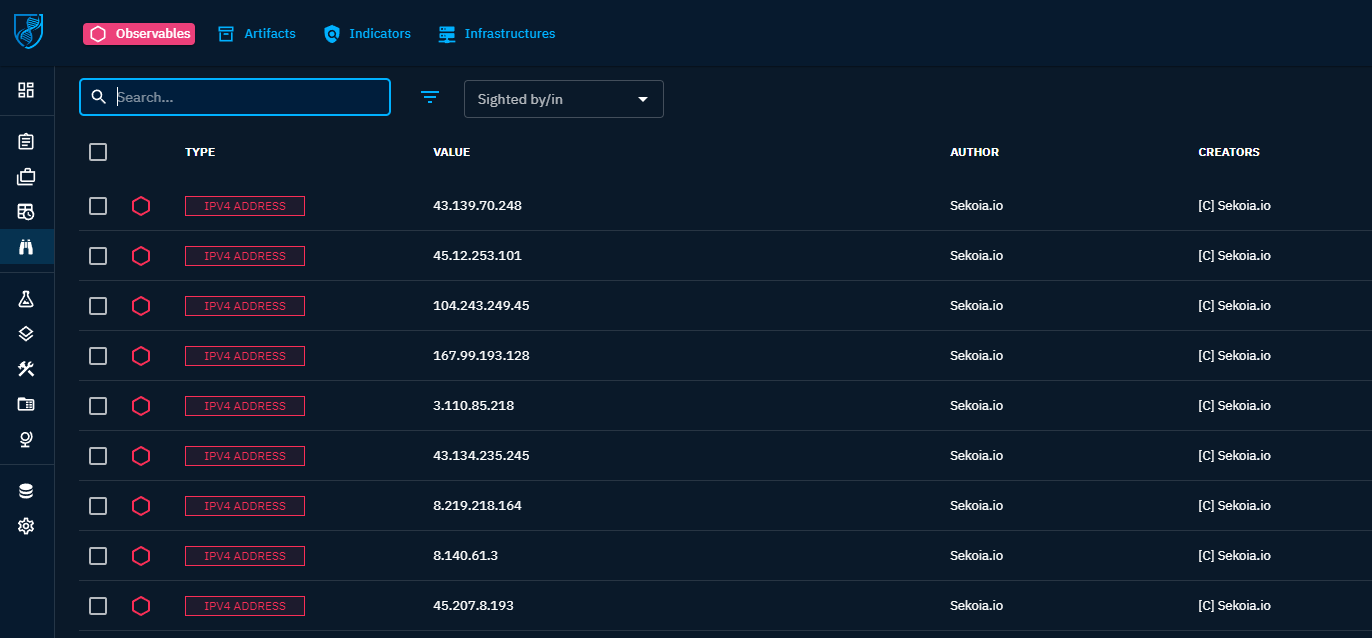 Observables Artifacts Indicators Infrastructures
Search... Sighted by/in
TYPE VALUE AUTHOR CREATORS
IPV4 ADDRESS 43.139.70.248 Sekoia.io [C] Sekoia.io
IPV4 ADDRESS 45.12.253.101 Sekoia.io [C] Sekoia.io
IPV4 ADDRESS 104.243.249.45 Sekoia.io [C] Sekoia.io
IPV4 ADDRESS 167.99.193.128 Sekoia.io [C] Sekoia.io
IPV4 ADDRESS 3.110.85.218 Sekoia.io [C] Sekoia.io
IPV4 ADDRESS 43.134.235.245 Sekoia.io [C] Sekoia.io
IPV4 ADDRESS 8.219.218.164 Sekoia.io [C] Sekoia.io
IPV4 ADDRESS 8.140.61.3 Sekoia.io [C] Sekoia.io
IPV4 ADDRESS 45.207.8.193 Sekoia.io [C] Sekoia.io